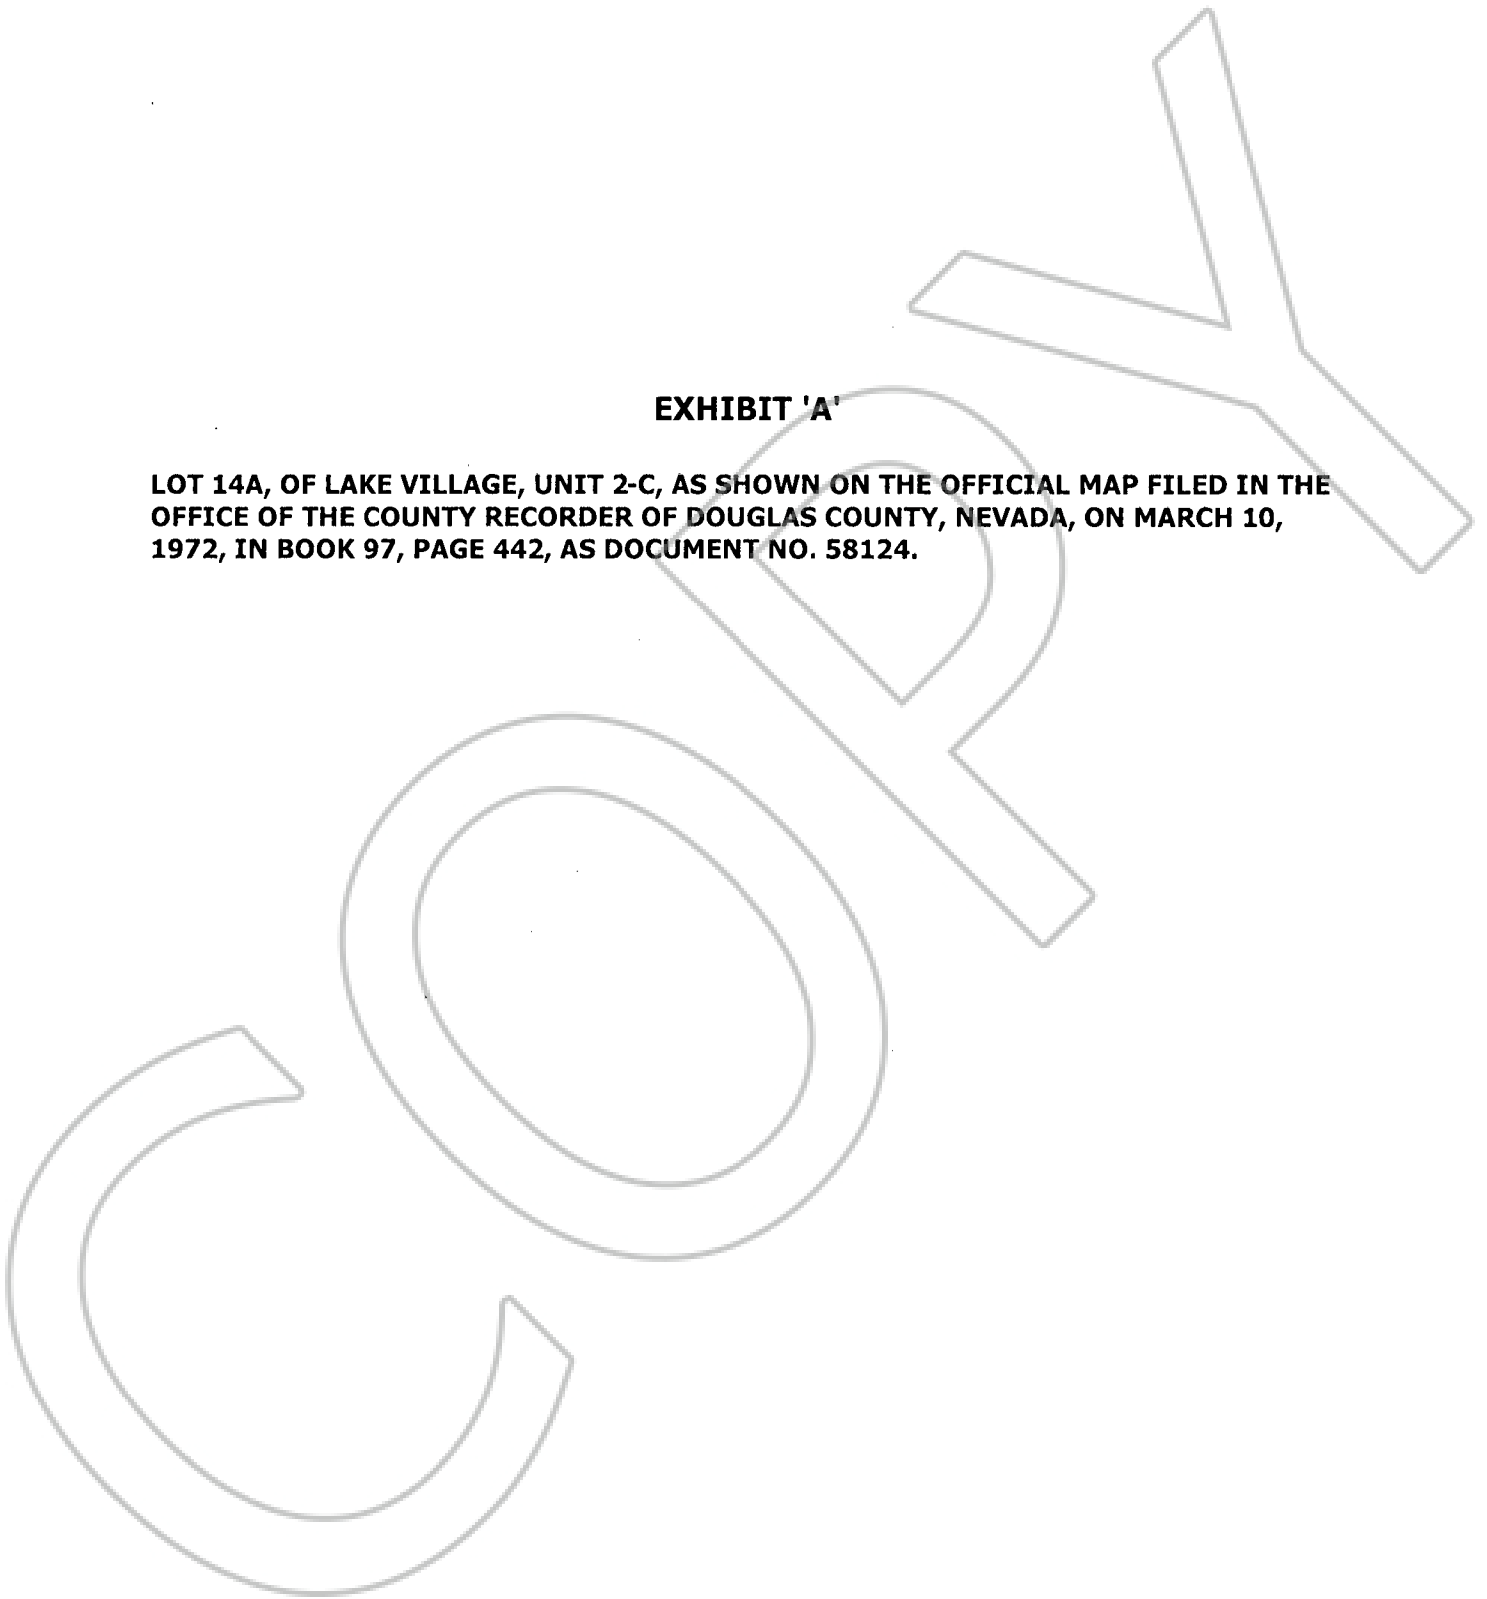 EXHIBIT 'A'
LOT 14A, OF LAKE VILLAGE, UNIT 2-C, AS SHOWN ON THE OFFICIAL MAP FILED IN THE
OFFICE OF THE COUNTY RECORDER OF DOUGLAS COUNTY, NEVADA, ON MARCH 10,
1972, IN BOOK 97, PAGE 442, AS DOCUMENT NO. 58124.
COPY